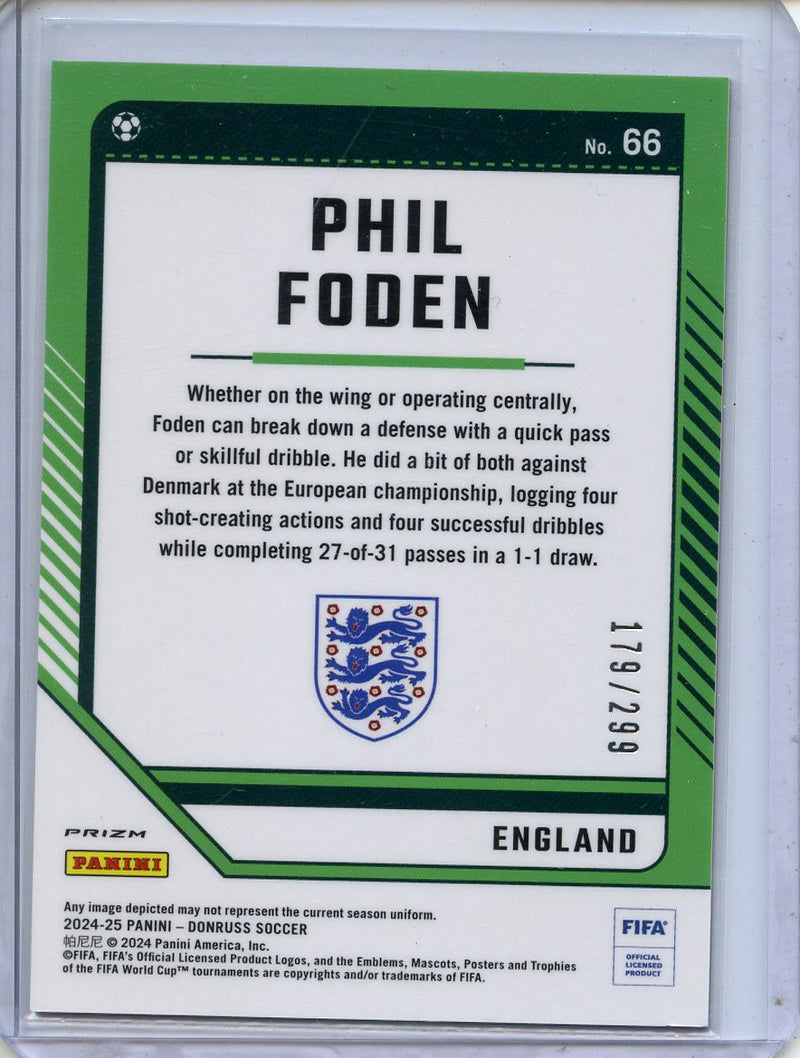 No. 66
PHIL
FODEN
Whether on the wing or operating centrally,
Foden can break down a defense with a quick pass
or skillful dribble. He did a bit of both against
Denmark at the European championship, logging four
shot-creating actions and four successful dribbles
while completing 27-of-31 passes in a 1-1 draw.
179/299
ENGLAND
PRIZM
PANINI
Any image depicted may not represent the current season uniform.
2024-25 PANINI – DONRUSS SOCCER
帕尼尼 © 2024 Panini America, Inc.
©FIFA, FIFA's Official Licensed Product Logos, and the Emblems, Mascots, Posters and Trophies
of the FIFA World Cup™ tournaments are copyrights and/or trademarks of FIFA.
FIFA®
OFFICIAL
LICENSED
PRODUCT